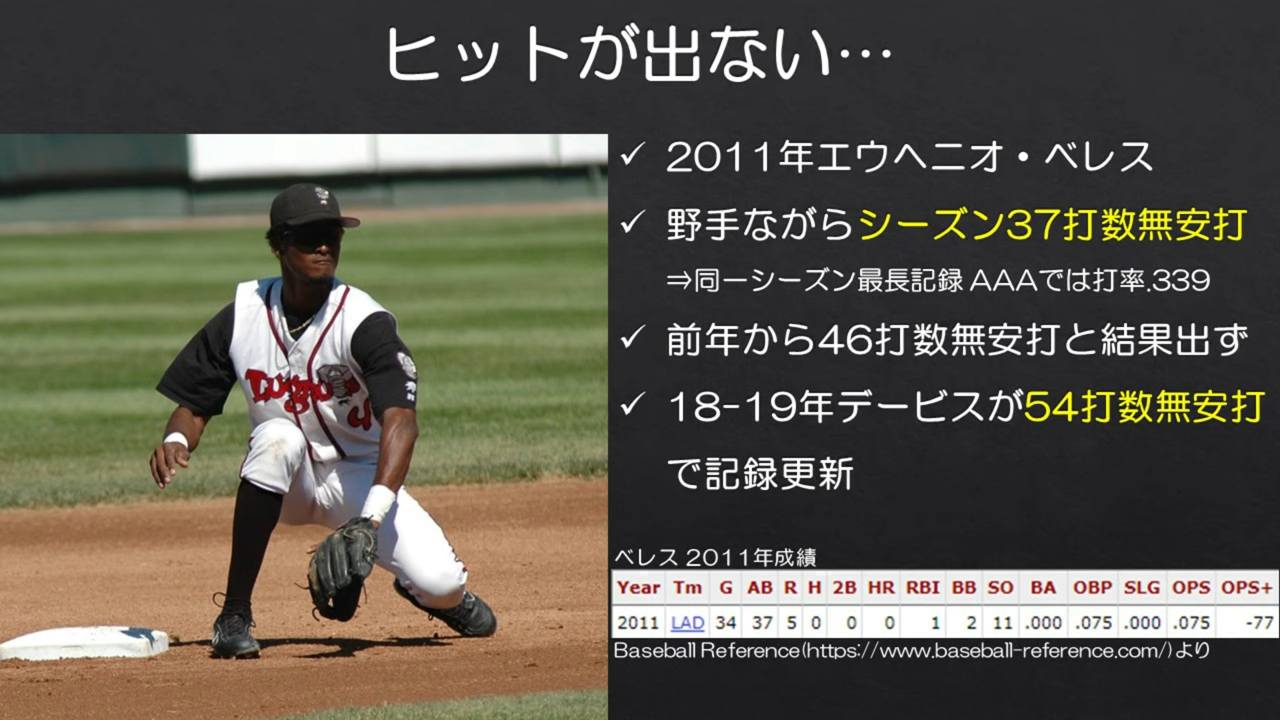 ヒットが出ない…
✓ 2011年エウヘニオ・ベレス
✓ 野手ながらシーズン37打数無安打
⇒同一シーズン最長記録 AAAでは打率.339
✓ 前年から46打数無安打と結果出ず
✓ 18-19年デービスが54打数無安打
で記録更新
Lugnuts
4
ベレス 2011年成績
Year Tm G AB R H 2B HR RBI BB SO BA OBP SLG OPS OPS+
2011 LAD 34 37 5 0 0 0 1 2 11 .000 .075 .000 .075 -77
Baseball Reference(https://www.baseball-reference.com/)より